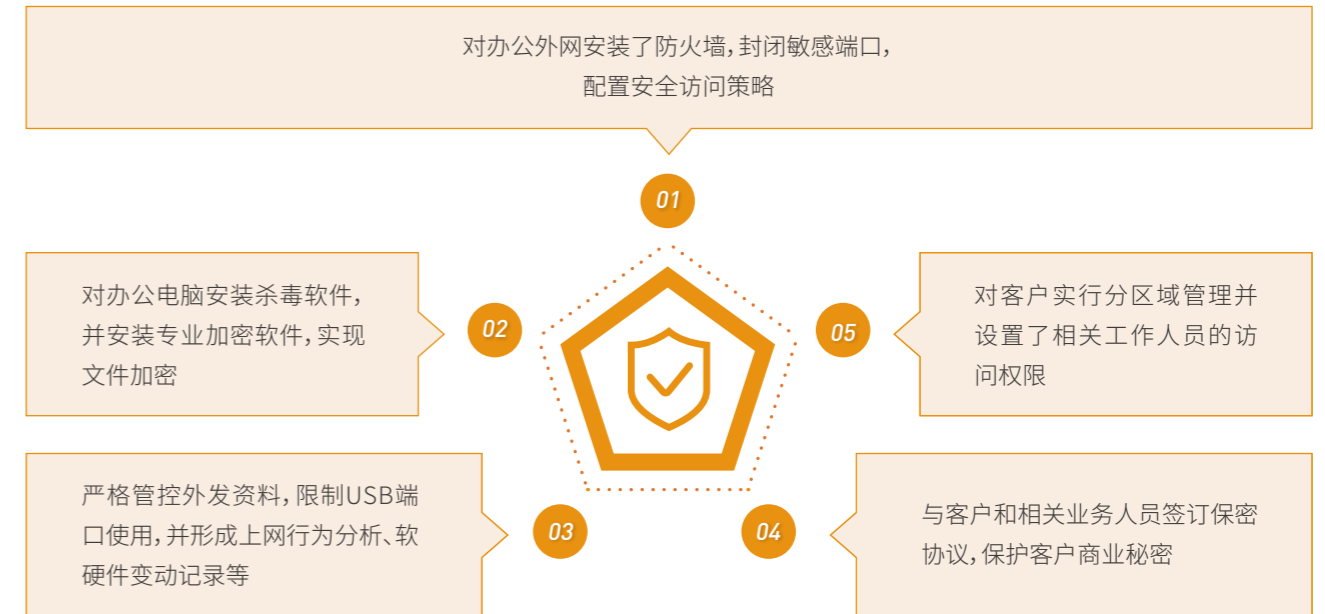 对办公外网安装了防火墙，封闭敏感端口，
配置安全访问策略
01
对办公电脑安装杀毒软件，
并安装专业加密软件，实现
文件加密
02
05
对客户实行分区域管理并
设置了相关工作人员的访
问权限
严格管控外发资料，限制USB端
口使用，并形成上网行为分析、软
硬件变动记录等
03
04
与客户和相关业务人员签订保密
协议，保护客户商业秘密